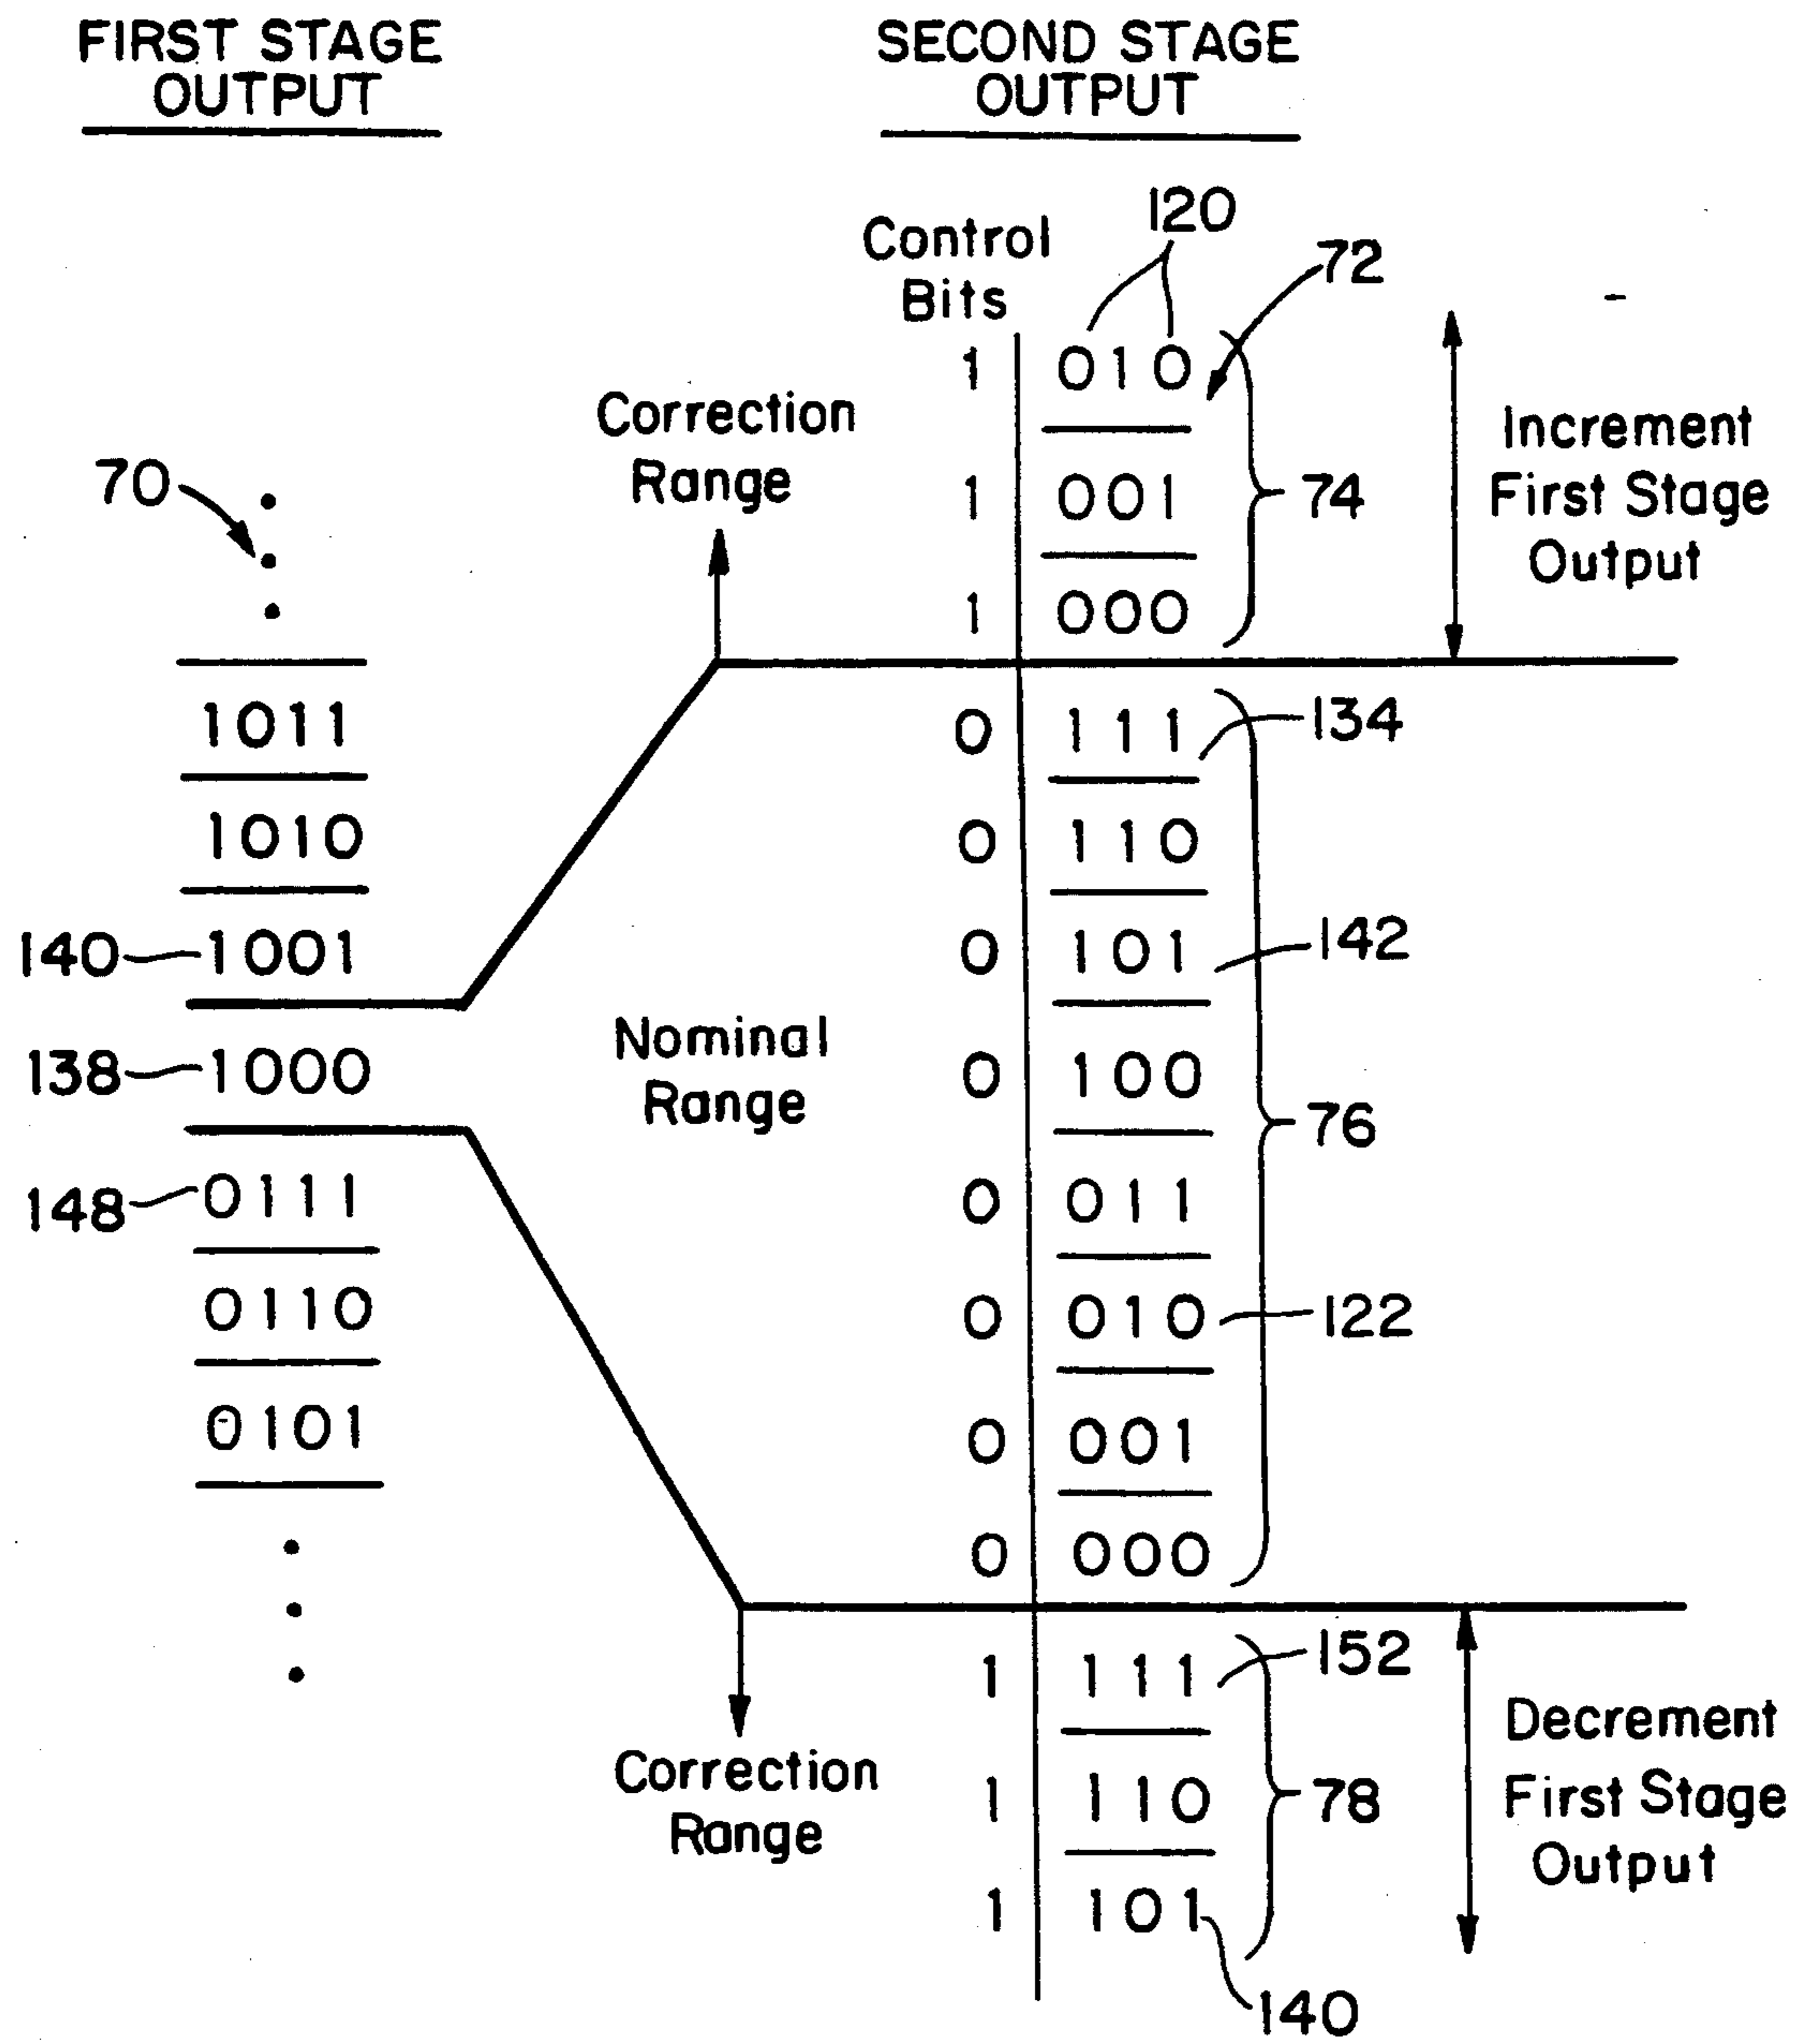 FIRST STAGE
OUTPUT
SECOND STAGE
OUTPUT
Control
Bits
120
72
1 010
1 001
1 000
74
Increment
First Stage
Output
Correction
Range
70
1011
1010
140 1001
138 1000
148 0111
0110
0101
Nominal
Range
0 111 134
0 110
0 101 142
0 100
76
0 011
0 010 122
0 001
0 000
1 111 152
1 110
78
1 101
140
Correction
Range
Decrement
First Stage
Output